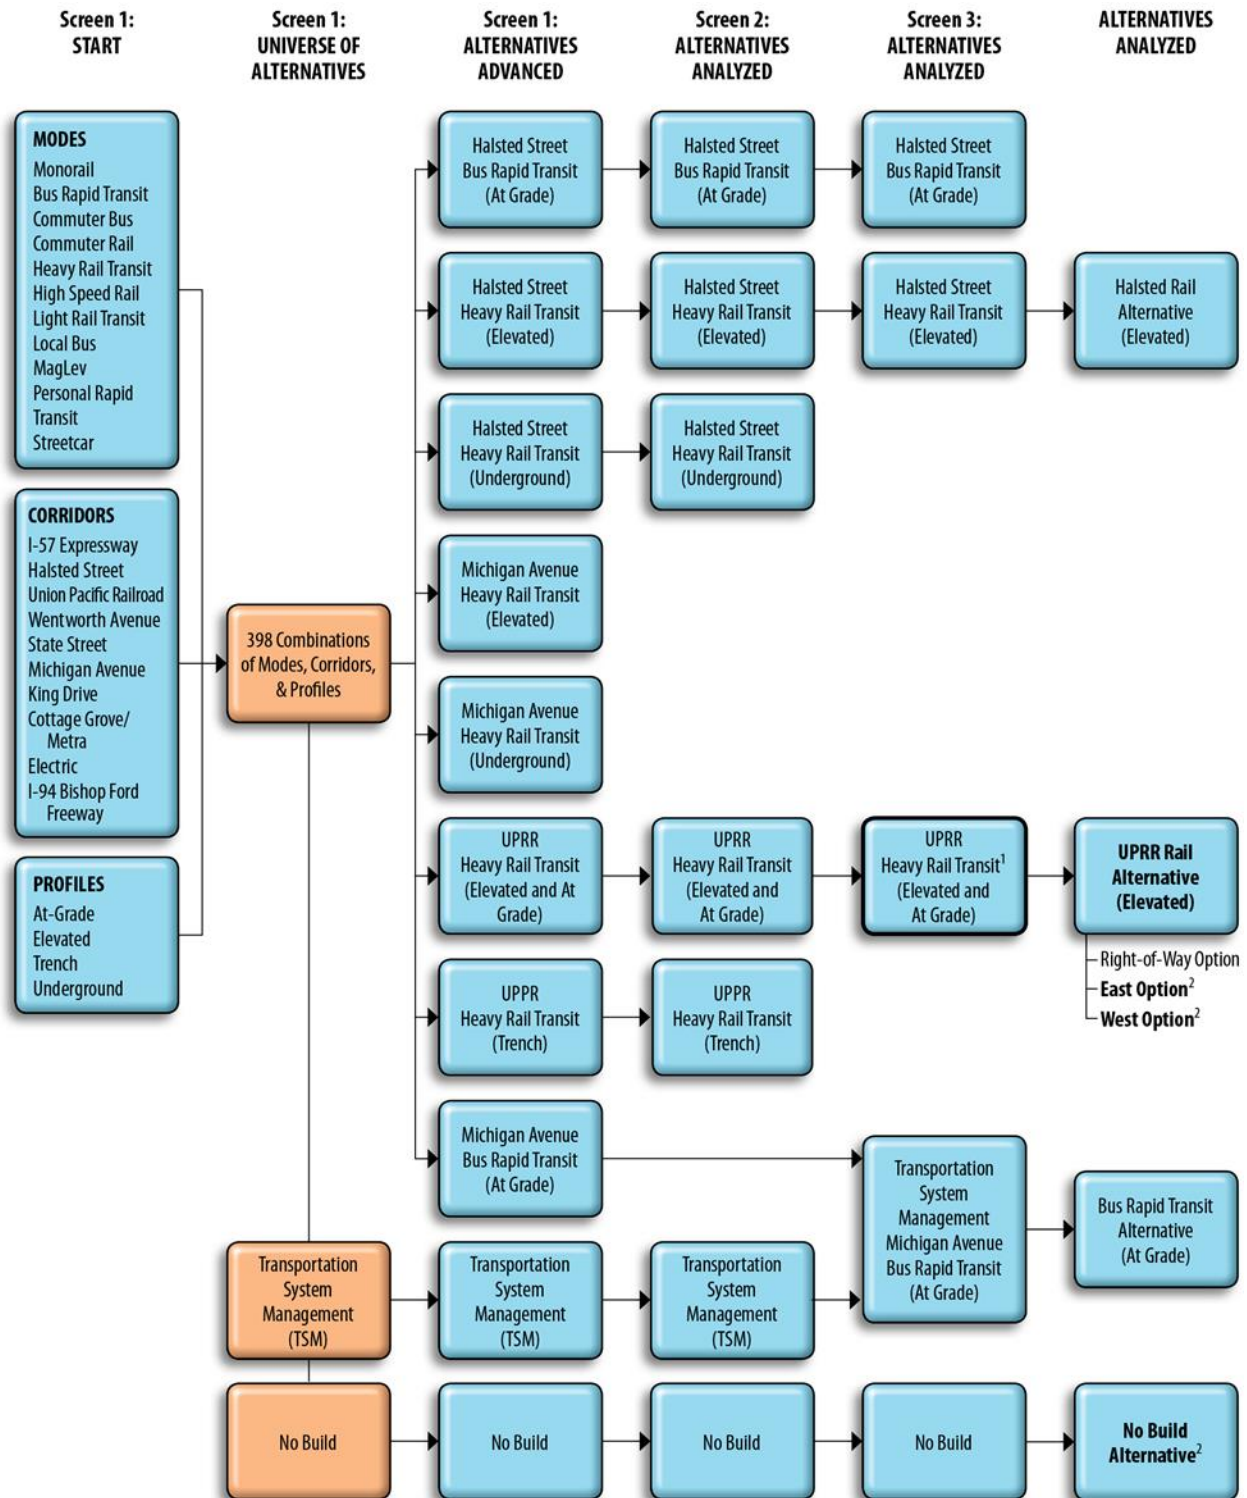 Screen 1:
START
Screen 1:
UNIVERSE OF
ALTERNATIVES
Screen 1:
ALTERNATIVES
ADVANCED
Screen 2:
ALTERNATIVES
ANALYZED
Screen 3:
ALTERNATIVES
ANALYZED
ALTERNATIVES
ANALYZED
MODES
Monorail
Bus Rapid Transit
Commuter Bus
Commuter Rail
Heavy Rail Transit
High Speed Rail
Light Rail Transit
Local Bus
MagLev
Personal Rapid
Transit
Streetcar
CORRIDORS
I-57 Expressway
Halsted Street
Union Pacific Railroad
Wentworth Avenue
State Street
Michigan Avenue
King Drive
Cottage Grove/
Metra
Electric
I-94 Bishop Ford
Freeway
PROFILES
At-Grade
Elevated
Trench
Underground
398 Combinations
of Modes, Corridors,
& Profiles
Halsted Street
Bus Rapid Transit
(At Grade)
Halsted Street
Bus Rapid Transit
(At Grade)
Halsted Street
Bus Rapid Transit
(At Grade)
Halsted Street
Heavy Rail Transit
(Elevated)
Halsted Street
Heavy Rail Transit
(Elevated)
Halsted Street
Heavy Rail Transit
(Elevated)
Halsted Rail
Alternative
(Elevated)
Halsted Street
Heavy Rail Transit
(Underground)
Halsted Street
Heavy Rail Transit
(Underground)
Michigan Avenue
Heavy Rail Transit
(Elevated)
Michigan Avenue
Heavy Rail Transit
(Underground)
UPRR
Heavy Rail Transit
(Elevated and At
Grade)
UPRR
Heavy Rail Transit
(Elevated and
At Grade)
UPRR
Heavy Rail Transit¹
(Elevated and
At Grade)
UPRR Rail
Alternative
(Elevated)
Right-of-Way Option
East Option²
West Option²
UPPR
Heavy Rail Transit
(Trench)
UPPR
Heavy Rail Transit
(Trench)
Michigan Avenue
Bus Rapid Transit
(At Grade)
Transportation
System
Management
Michigan Avenue
Bus Rapid Transit
(At Grade)
Bus Rapid Transit
Alternative
(At Grade)
Transportation
System
Management
(TSM)
Transportation
System
Management
(TSM)
Transportation
System
Management
(TSM)
No Build
No Build
No Build
No Build
No Build
Alternative²